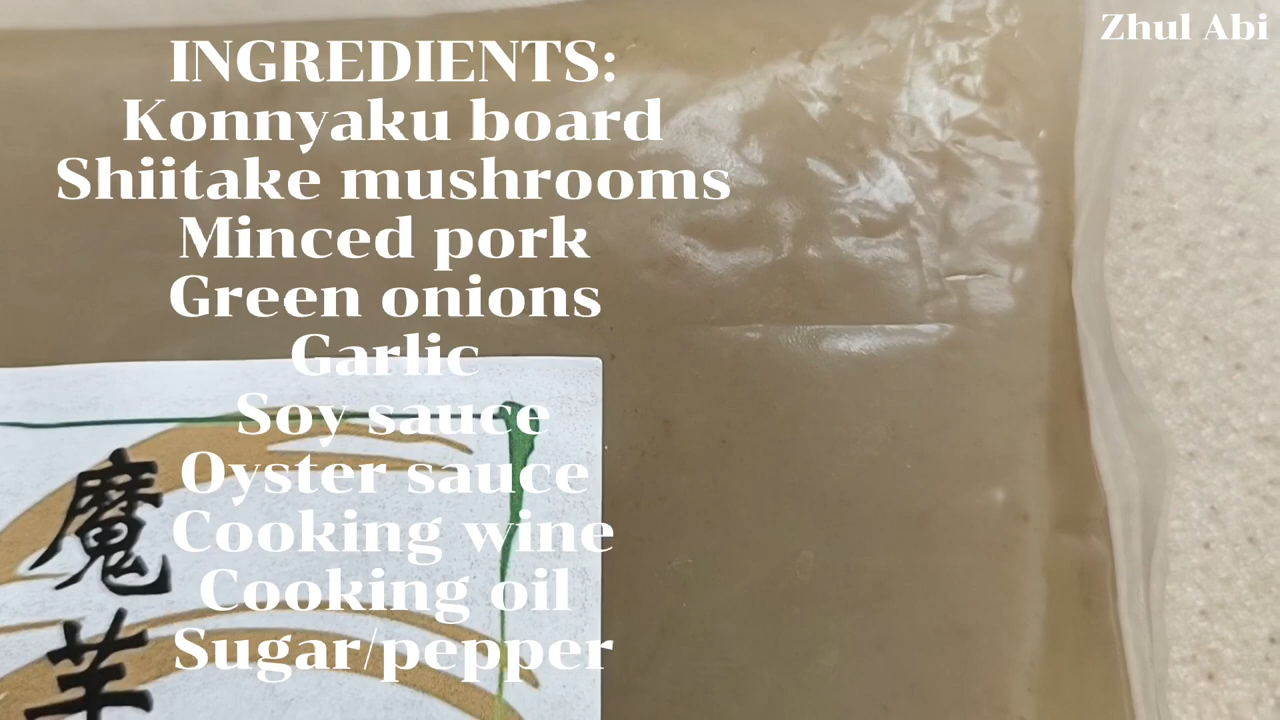 Zhul Abi
INGREDIENTS:
Konnyaku board
Shiitake mushrooms
Minced pork
Green onions
Garlic
Soy sauce
Oyster sauce
Cooking wine
Cooking oil
Sugar/pepper
魔
芋